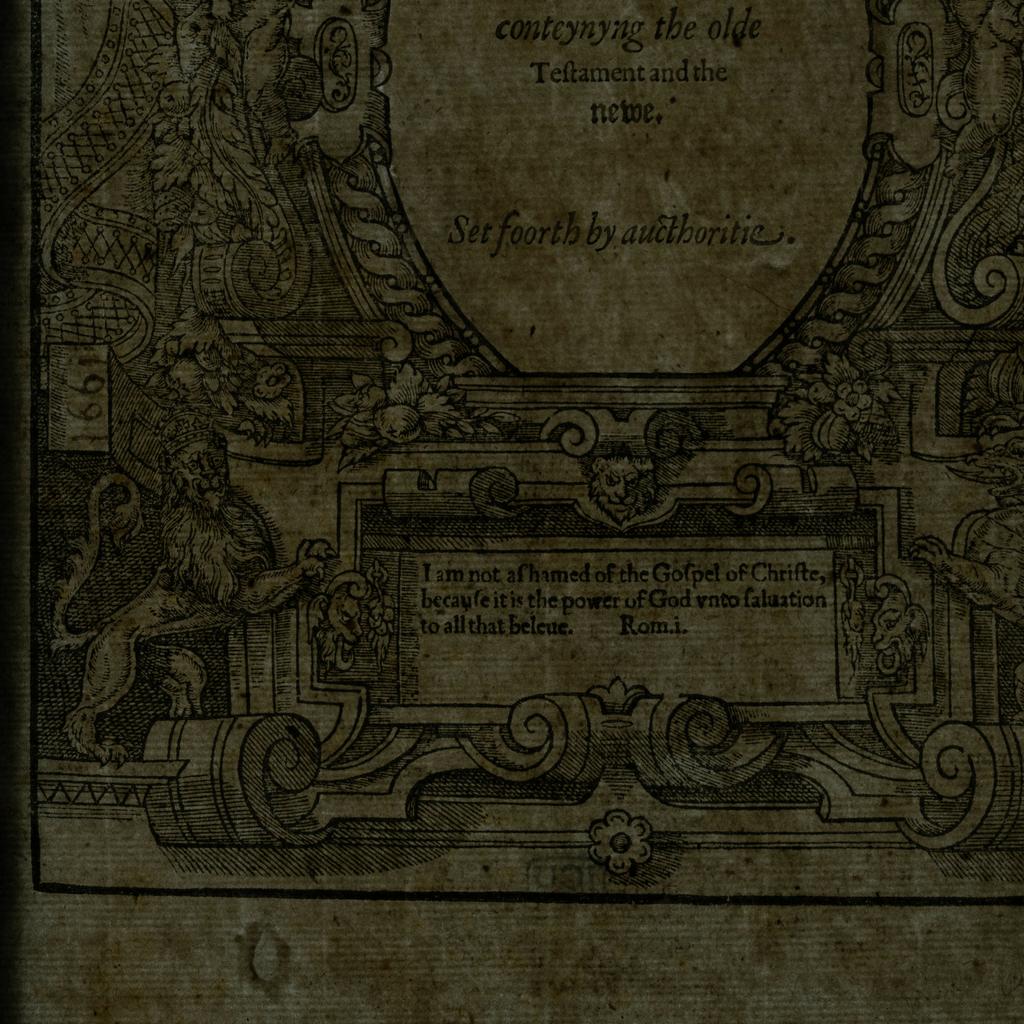 conteynyng the olde
Testament and the
newe.
Set foorth by aucthoritie.
I am not ashamed of the Gospel of Christe,
because it is the power of God vnto saluation
to all that beleue. Rom.i.